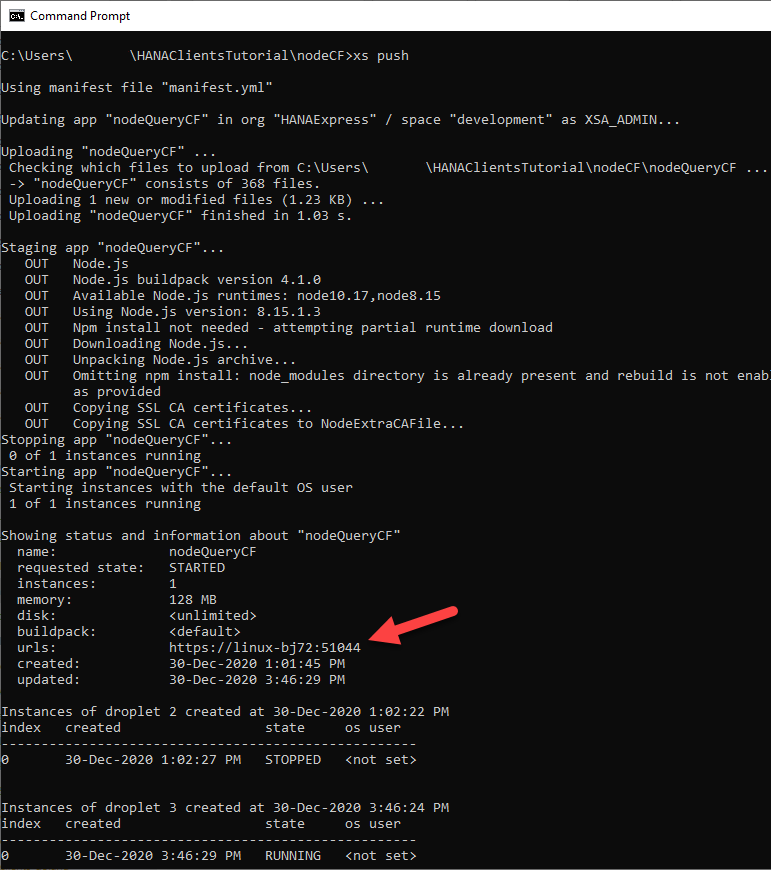 Command Prompt
C:\Users\ \HANAClientsTutorial\nodeCF>xs push
Using manifest file "manifest.yml"
Updating app "nodeQueryCF" in org "HANAExpress" / space "development" as XSA_ADMIN...
Uploading "nodeQueryCF" ...
Checking which files to upload from C:\Users\ \HANAClientsTutorial\nodeCF\nodeQueryCF ...
-> "nodeQueryCF" consists of 368 files.
Uploading 1 new or modified files (1.23 KB) ...
Uploading "nodeQueryCF" finished in 1.03 s.
Staging app "nodeQueryCF"...
OUT Node.js
OUT Node.js buildpack version 4.1.0
OUT Available Node.js runtimes: node10.17,node8.15
OUT Using Node.js version: 8.15.1.3
OUT Npm install not needed - attempting partial runtime download
OUT Downloading Node.js...
OUT Unpacking Node.js archive...
OUT Omitting npm install: node_modules directory is already present and rebuild is not enabl
as provided
OUT Copying SSL CA certificates...
OUT Copying SSL CA certificates to NodeExtraCAFile...
Stopping app "nodeQueryCF"...
0 of 1 instances running
Starting app "nodeQueryCF"...
Starting instances with the default OS user
1 of 1 instances running
Showing status and information about "nodeQueryCF"
name: nodeQueryCF
requested state: STARTED
instances: 1
memory: 128 MB
disk: <unlimited>
buildpack: <default>
urls: https://linux-bj72:51044
created: 30-Dec-2020 1:01:45 PM
updated: 30-Dec-2020 3:46:29 PM
Instances of droplet 2 created at 30-Dec-2020 1:02:22 PM
index created state os user
----------------------------------------------------
0 30-Dec-2020 1:02:27 PM STOPPED <not set>
Instances of droplet 3 created at 30-Dec-2020 3:46:24 PM
index created state os user
----------------------------------------------------
0 30-Dec-2020 3:46:29 PM RUNNING <not set>